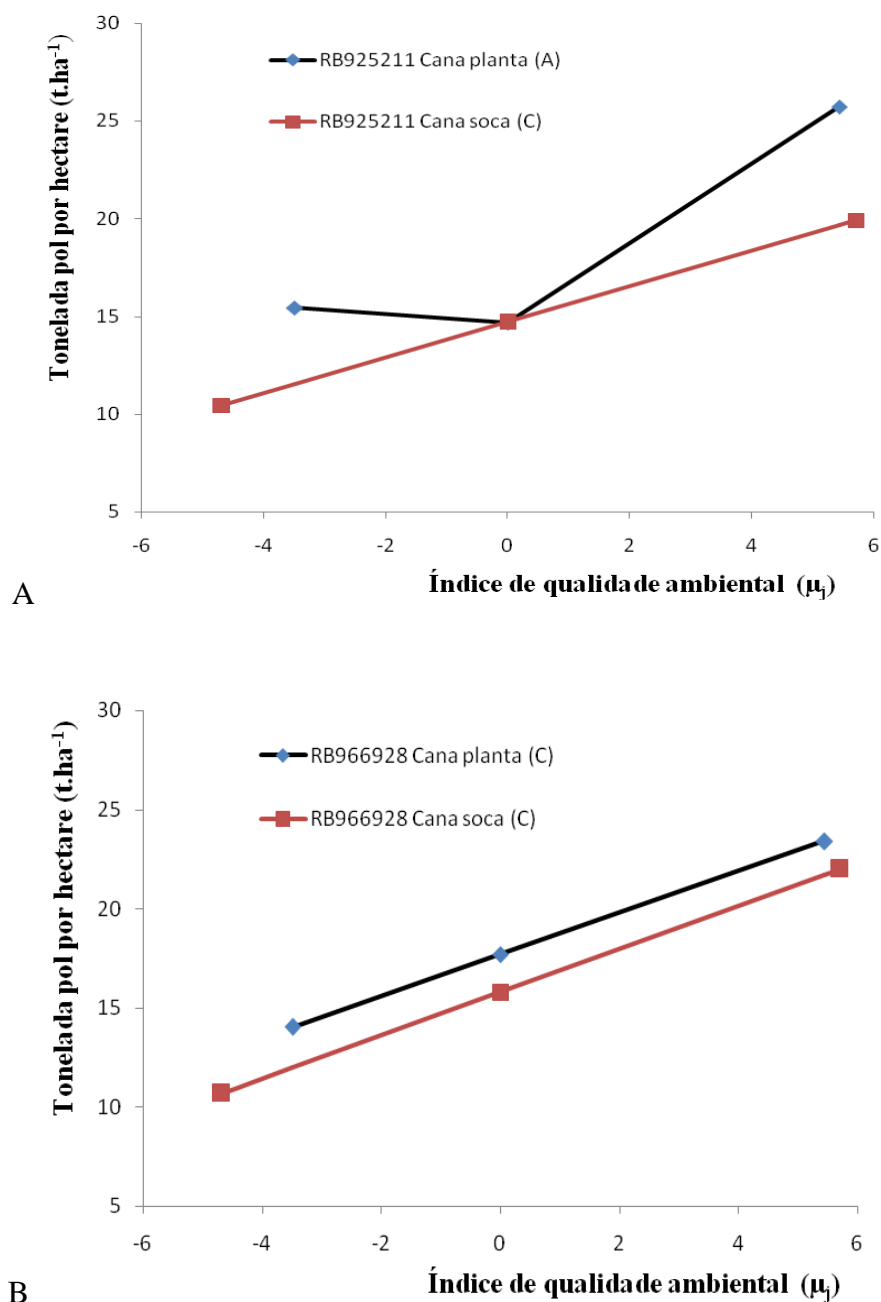 Tonelada pol por hectare (t.ha⁻¹)
30
25
20
15
10
5
RB925211 Cana planta (A)
RB925211 Cana soca (C)
-6 -4 -2 0 2 4 6
Índice de qualidade ambiental (μj)
A
Tonelada pol por hectare (t.ha⁻¹)
30
25
20
15
10
5
RB966928 Cana planta (C)
RB966928 Cana soca (C)
-6 -4 -2 0 2 4 6
Índice de qualidade ambiental (μj)
B